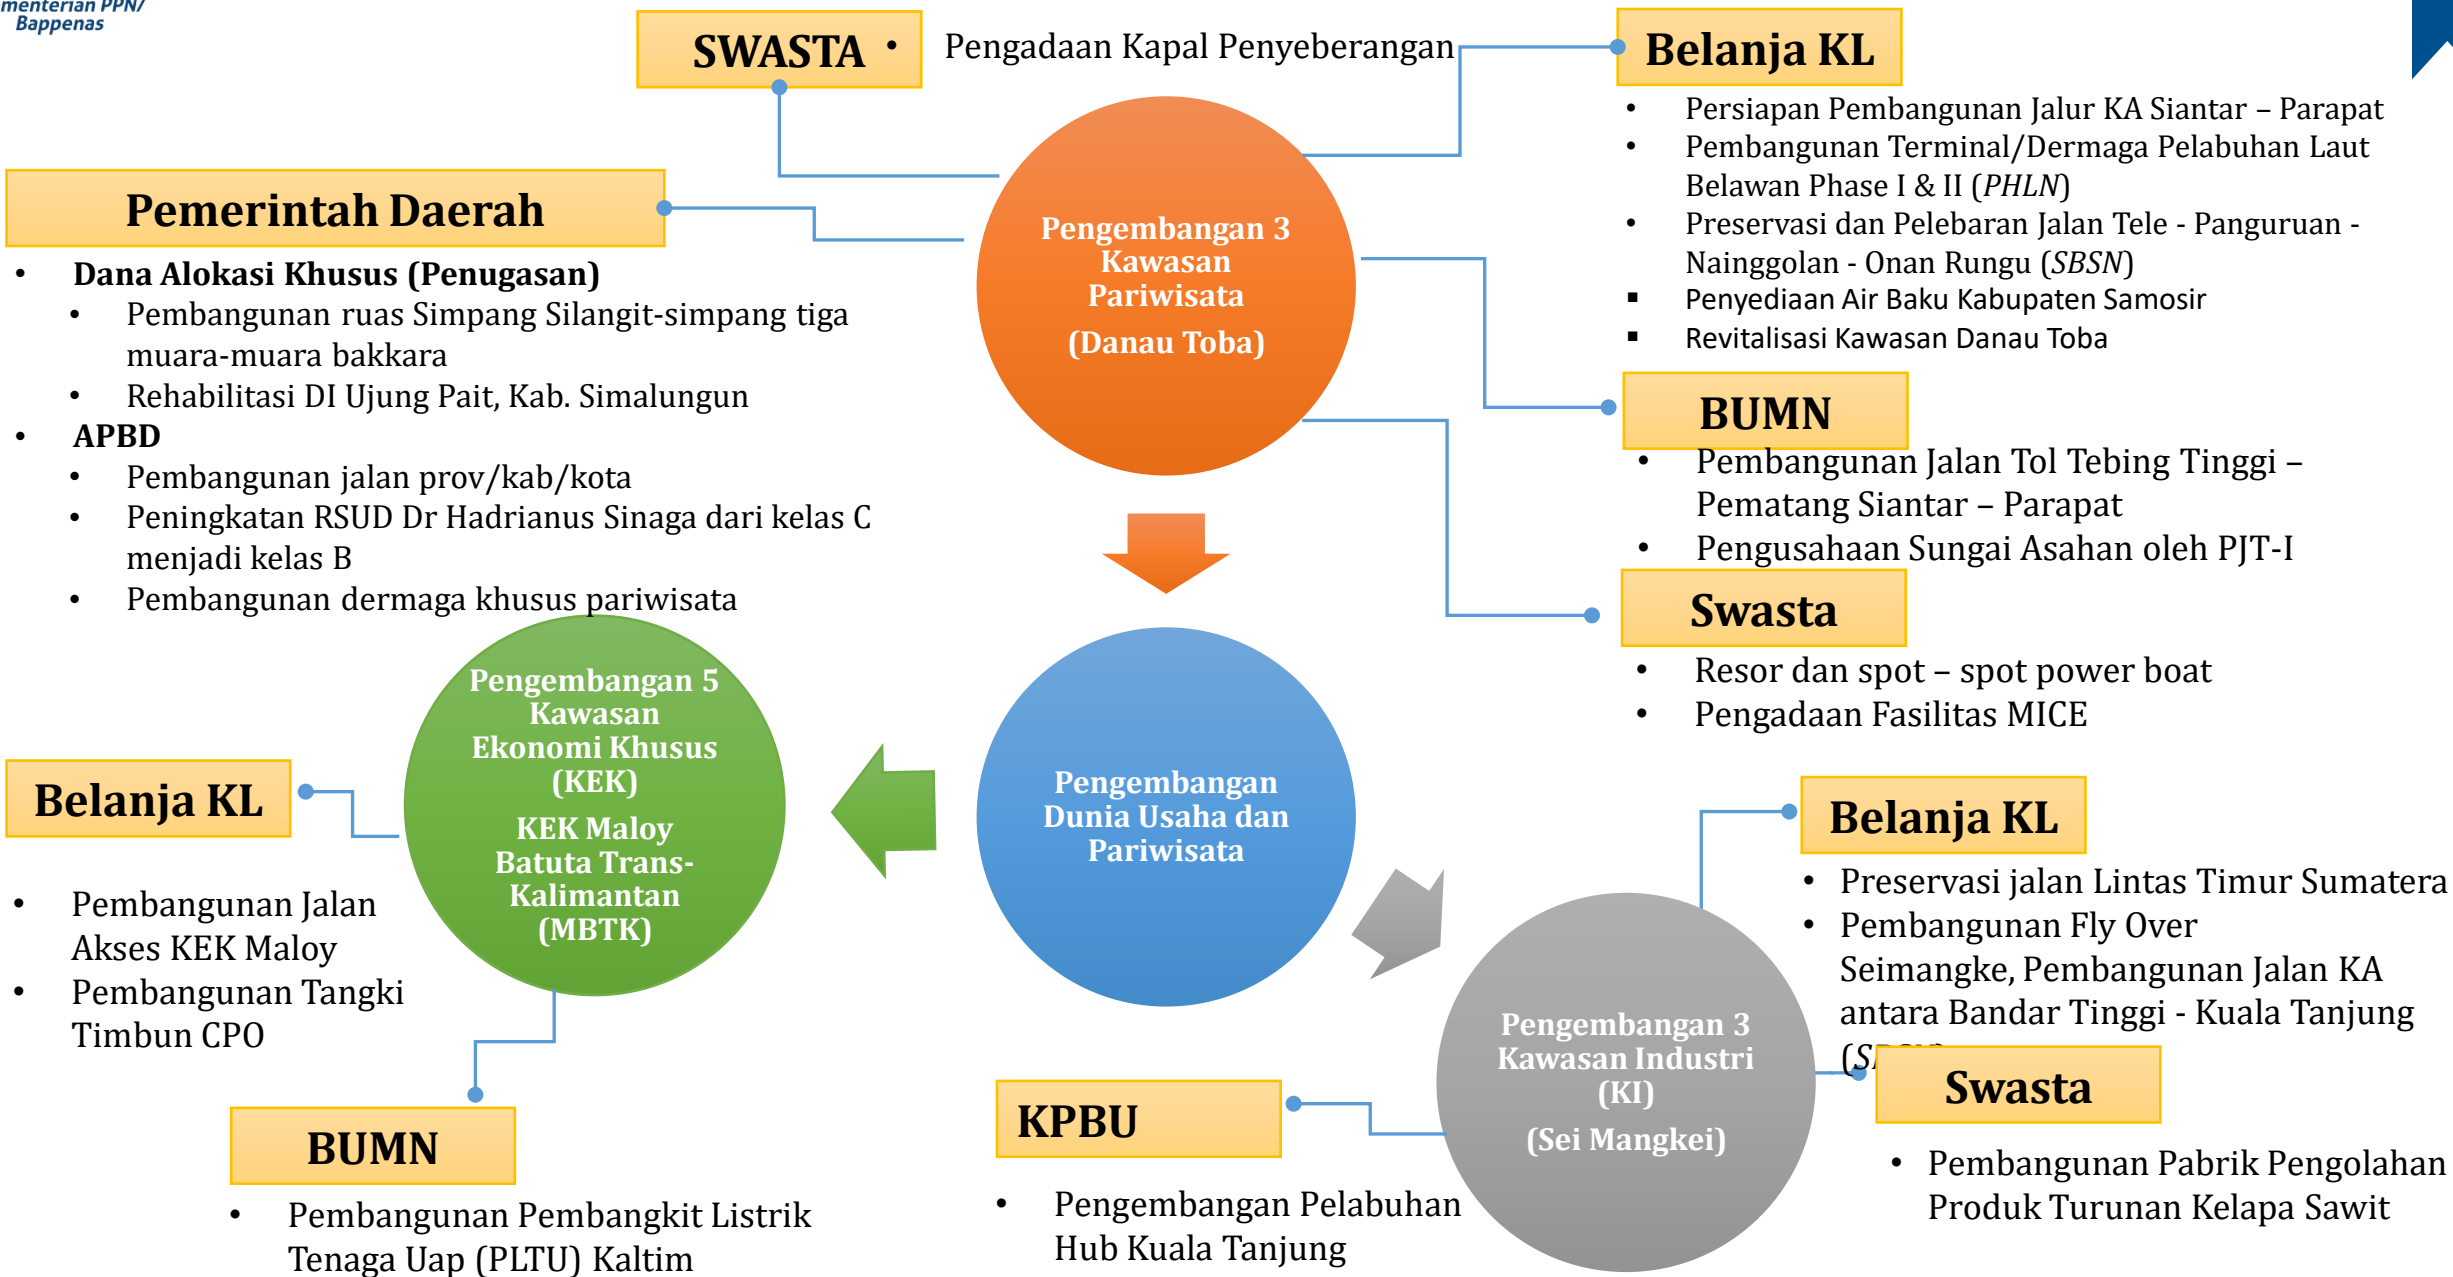 Bappenas
SWASTA
• Pengadaan Kapal Penyeberangan
Pemerintah Daerah
• Dana Alokasi Khusus (Penugasan)
• Pembangunan ruas Simpang Silangit-simpang tiga
muara-muara bakkara
• Rehabilitasi DI Ujung Pait, Kab. Simalungun
• APBD
• Pembangunan jalan prov/kab/kota
• Peningkatan RSUD Dr Hadrianus Sinaga dari kelas C
menjadi kelas B
• Pembangunan dermaga khusus pariwisata
Pengembangan 3
Kawasan
Pariwisata
(Danau Toba)
Belanja KL
• Persiapan Pembangunan Jalur KA Siantar – Parapat
• Pembangunan Terminal/Dermaga Pelabuhan Laut
Belawan Phase I & II (PHLN)
• Preservasi dan Pelebaran Jalan Tele - Panguruan -
Nainggolan - Onan Rungu (SBSN)
▪ Penyediaan Air Baku Kabupaten Samosir
▪ Revitalisasi Kawasan Danau Toba
BUMN
• Pembangunan Jalan Tol Tebing Tinggi –
Pematang Siantar – Parapat
• Pengusahaan Sungai Asahan oleh PJT-I
Swasta
• Resor dan spot – spot power boat
• Pengadaan Fasilitas MICE
Pengembangan 5
Kawasan
Ekonomi Khusus
(KEK)
KEK Maloy
Batuta Trans-
Kalimantan
(MBTK)
Belanja KL
• Pembangunan Jalan
Akses KEK Maloy
• Pembangunan Tangki
Timbun CPO
BUMN
• Pembangunan Pembangkit Listrik
Tenaga Uap (PLTU) Kaltim
Pengembangan
Dunia Usaha dan
Pariwisata
Pengembangan 3
Kawasan Industri
(KI)
(Sei Mangkei)
Belanja KL
• Preservasi jalan Lintas Timur Sumatera
• Pembangunan Fly Over
Seimangke, Pembangunan Jalan KA
antara Bandar Tinggi - Kuala Tanjung
Swasta
• Pembangunan Pabrik Pengolahan
Produk Turunan Kelapa Sawit
KPBU
• Pengembangan Pelabuhan
Hub Kuala Tanjung